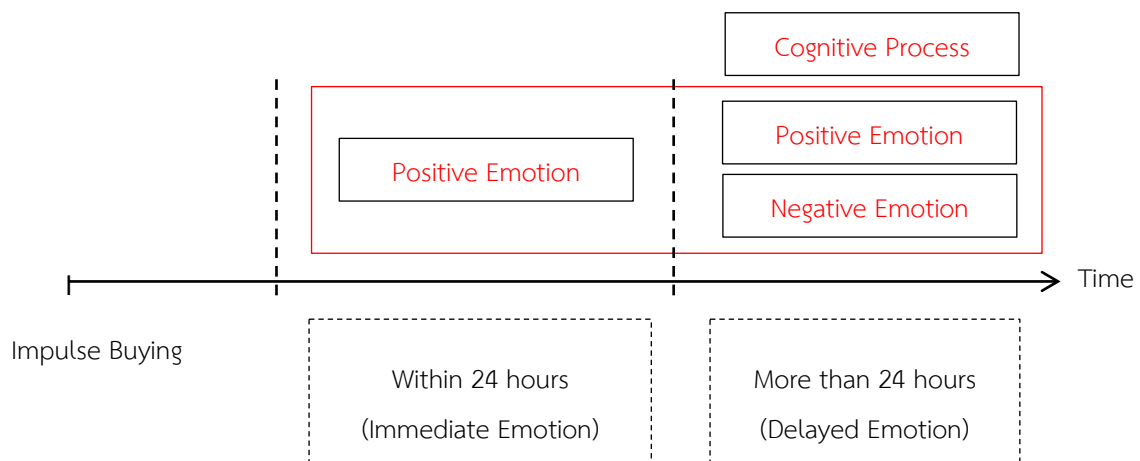 Cognitive Process
Positive Emotion
Positive Emotion
Negative Emotion
Time
Impulse Buying
Within 24 hours
(Immediate Emotion)
More than 24 hours
(Delayed Emotion)